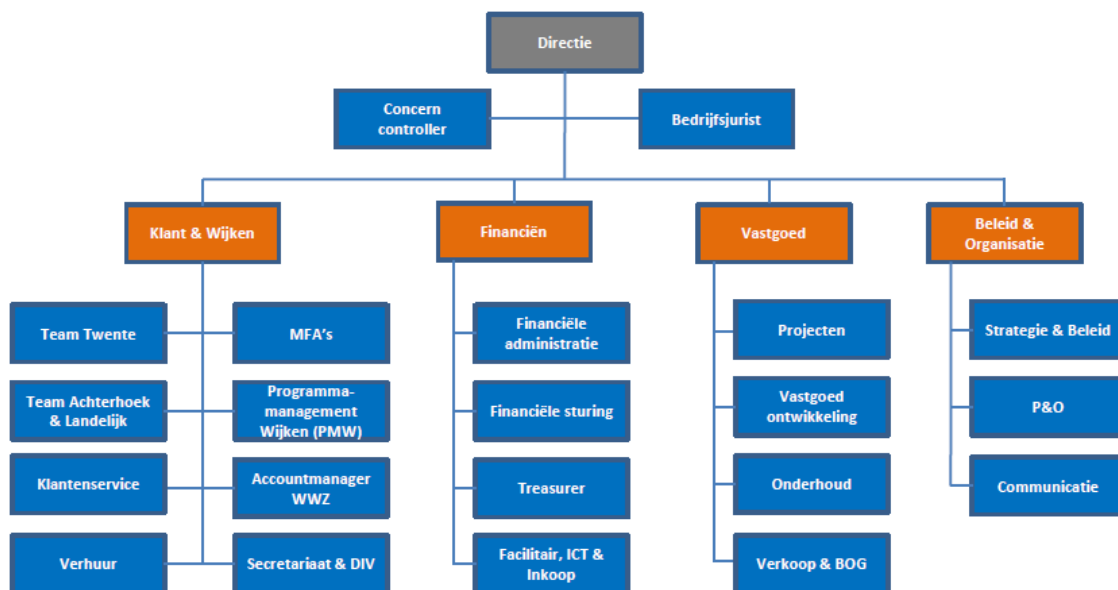 Directie
Concern
controller
Bedrijfsjurist
Klant & Wijken
Financiën
Vastgoed
Beleid &
Organisatie
Team Twente
MFA's
Financiële
administratie
Projecten
Strategie & Beleid
Team Achterhoek
& Landelijk
Programma-
management
Wijken (PMW)
Financiële sturing
Vastgoed
ontwikkeling
P&O
Klantenservice
Accountmanager
WWZ
Treasurer
Onderhoud
Communicatie
Verhuur
Secretariaat & DIV
Facilitair, ICT &
Inkoop
Verkoop & BOG